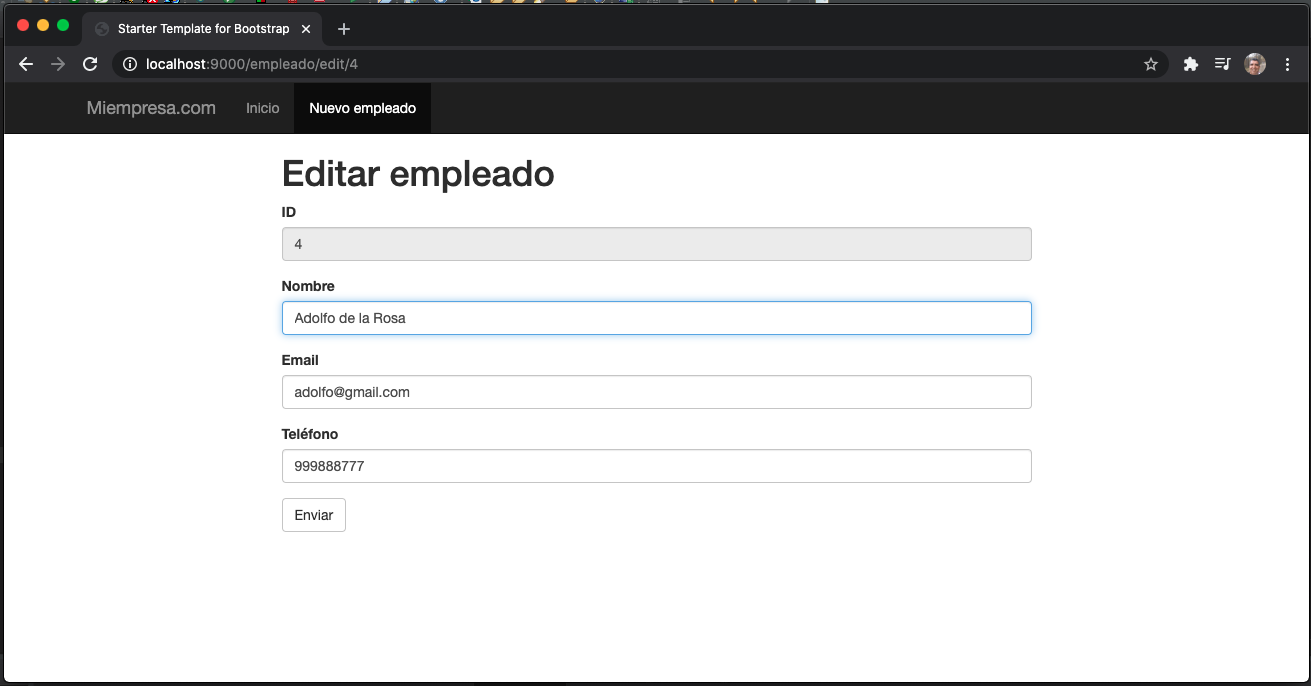 Starter Template for Bootstrap
localhost:9000/empleado/edit/4
Miempresa.com Inicio Nuevo empleado
Editar empleado
ID
4
Nombre
Adolfo de la Rosa
Email
adolfo@gmail.com
Teléfono
999888777
Enviar